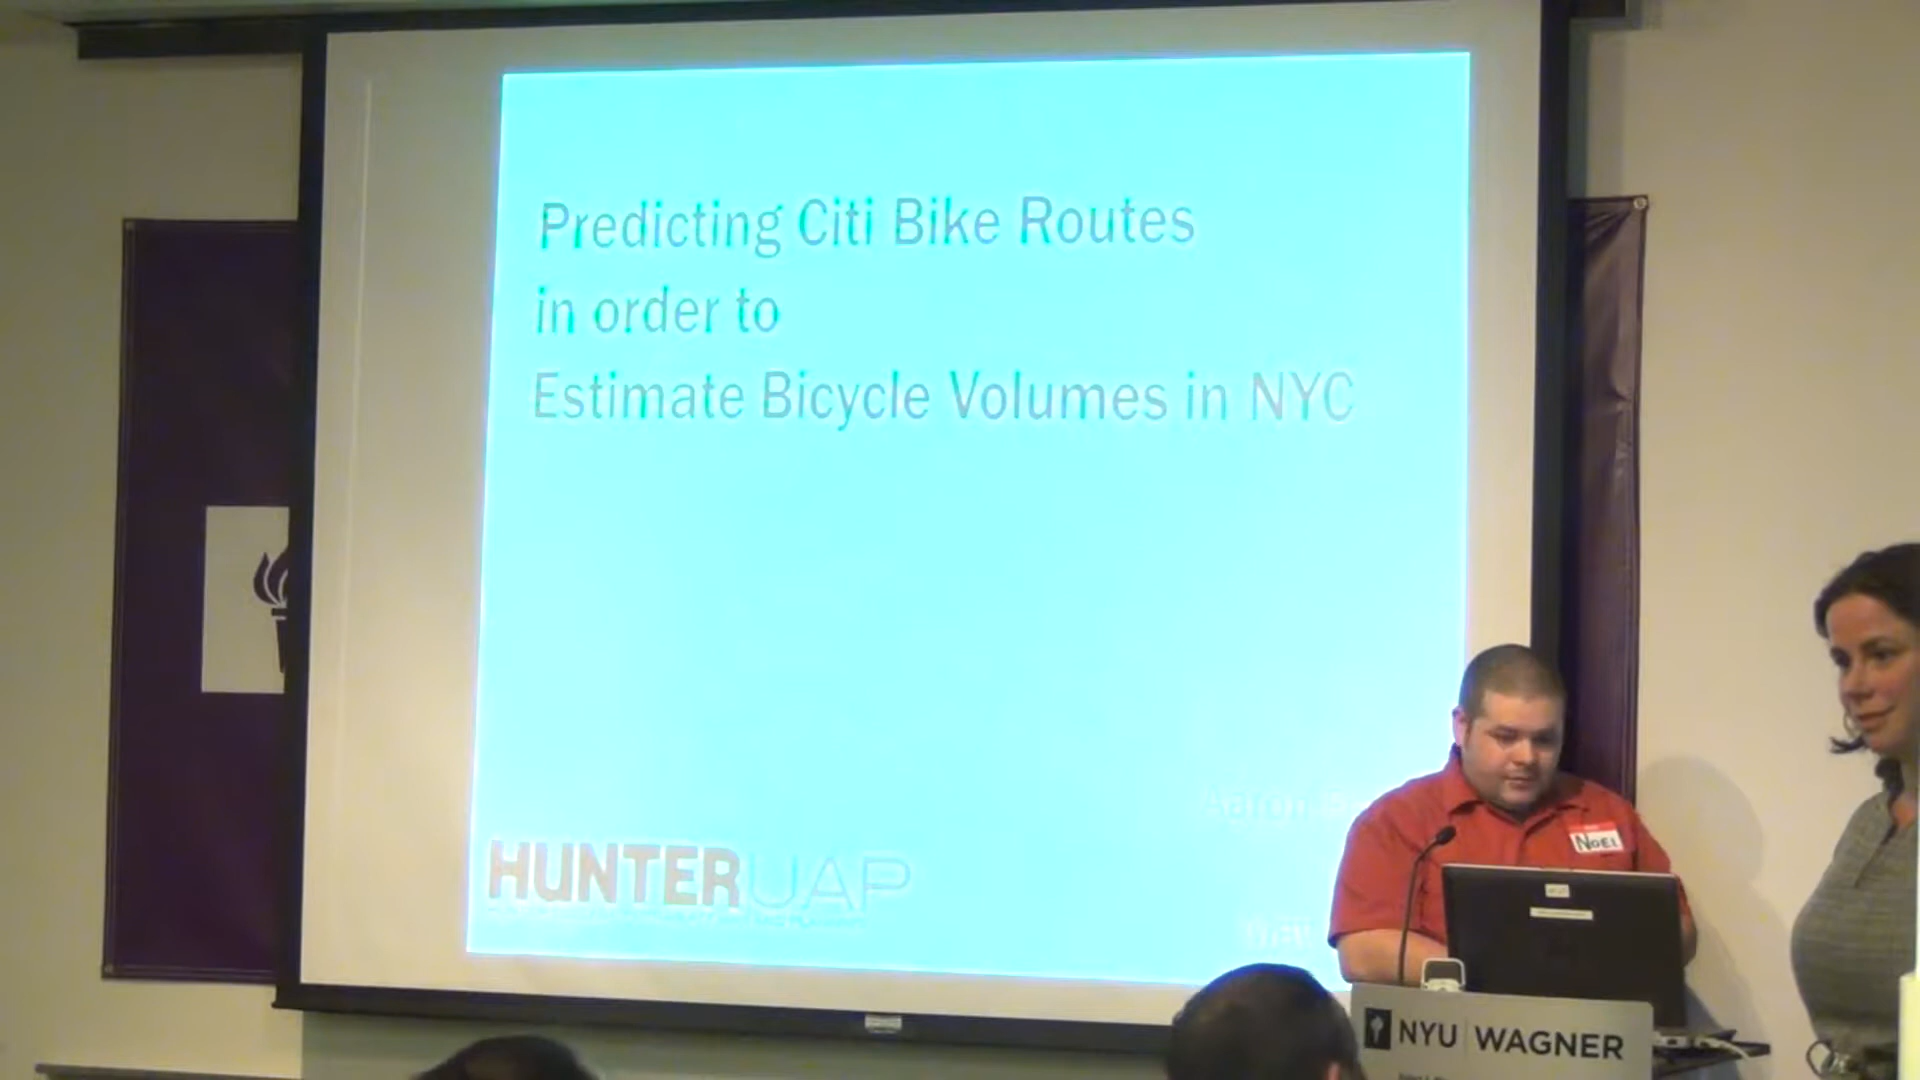 Predicting Citi Bike Routes
in order to
Estimate Bicycle Volumes in NYC
HUNTER UAP
NOEL
NYU WAGNER